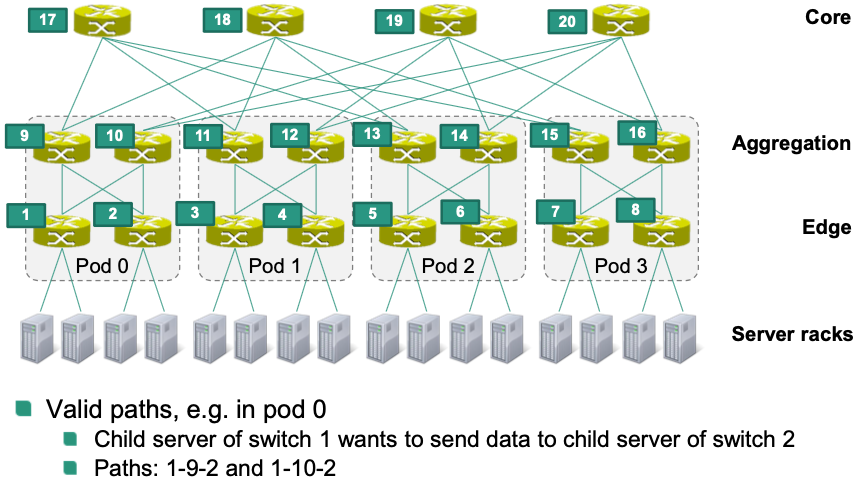 17 18 19 20 Core
9 10 11 12 13 14 15 16 Aggregation
1 2 3 4 5 6 7 8 Edge
Pod 0 Pod 1 Pod 2 Pod 3
Server racks
Valid paths, e.g. in pod 0
Child server of switch 1 wants to send data to child server of switch 2
Paths: 1-9-2 and 1-10-2